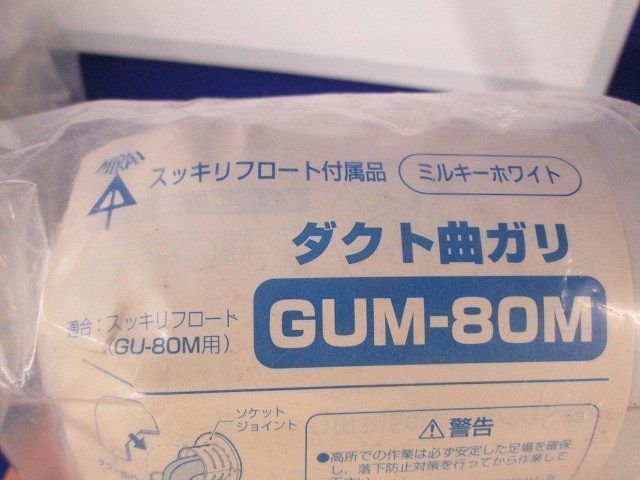 MIRAI
スッキリフロート付属品 ミルキーホワイト
ダクト曲ガリ
適合：スッキリフロート
(GU-80M用)
GUM-80M
ソケット
ジョイント
⚠警告
●高所での作業は必ず安定した足場を確保
し、落下防止対策を行ってから作業して